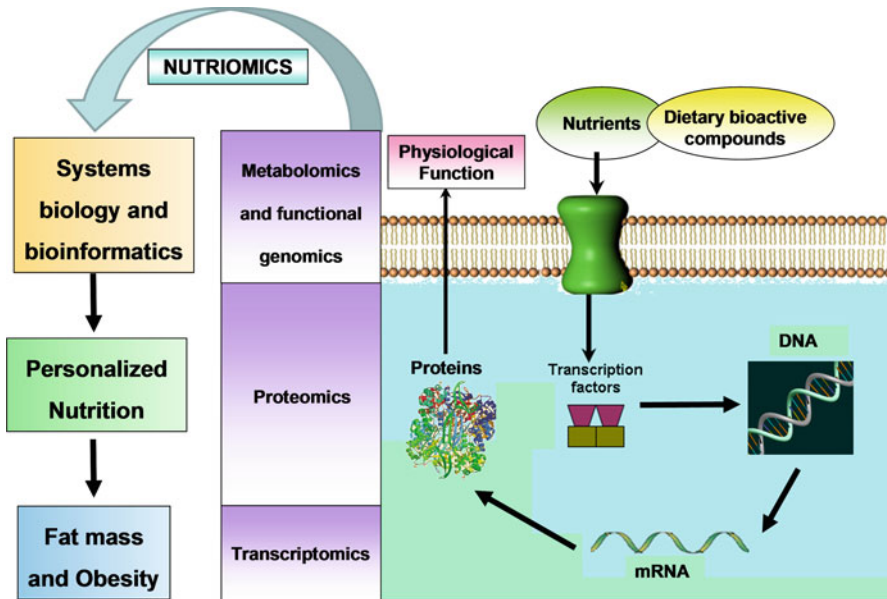 NUTRIOMICS
Systems
biology and
bioinformatics
Personalized
Nutrition
Fat mass
and Obesity
Metabolomics
and functional
genomics
Proteomics
Transcriptomics
Physiological
Function
Nutrients
Dietary bioactive
compounds
Proteins
Transcription
factors
DNA
mRNA